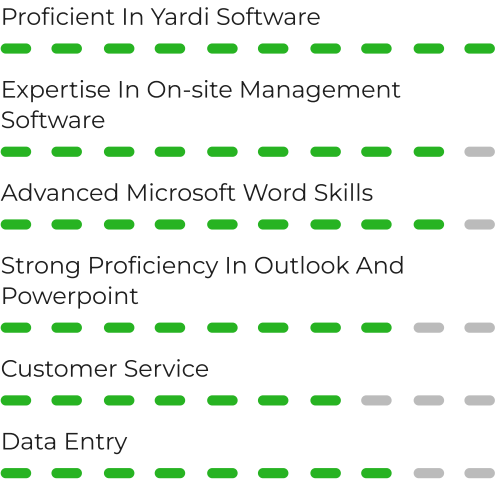 Proficient In Yardi Software
Expertise In On-site Management
Software
Advanced Microsoft Word Skills
Strong Proficiency In Outlook And
Powerpoint
Customer Service
Data Entry